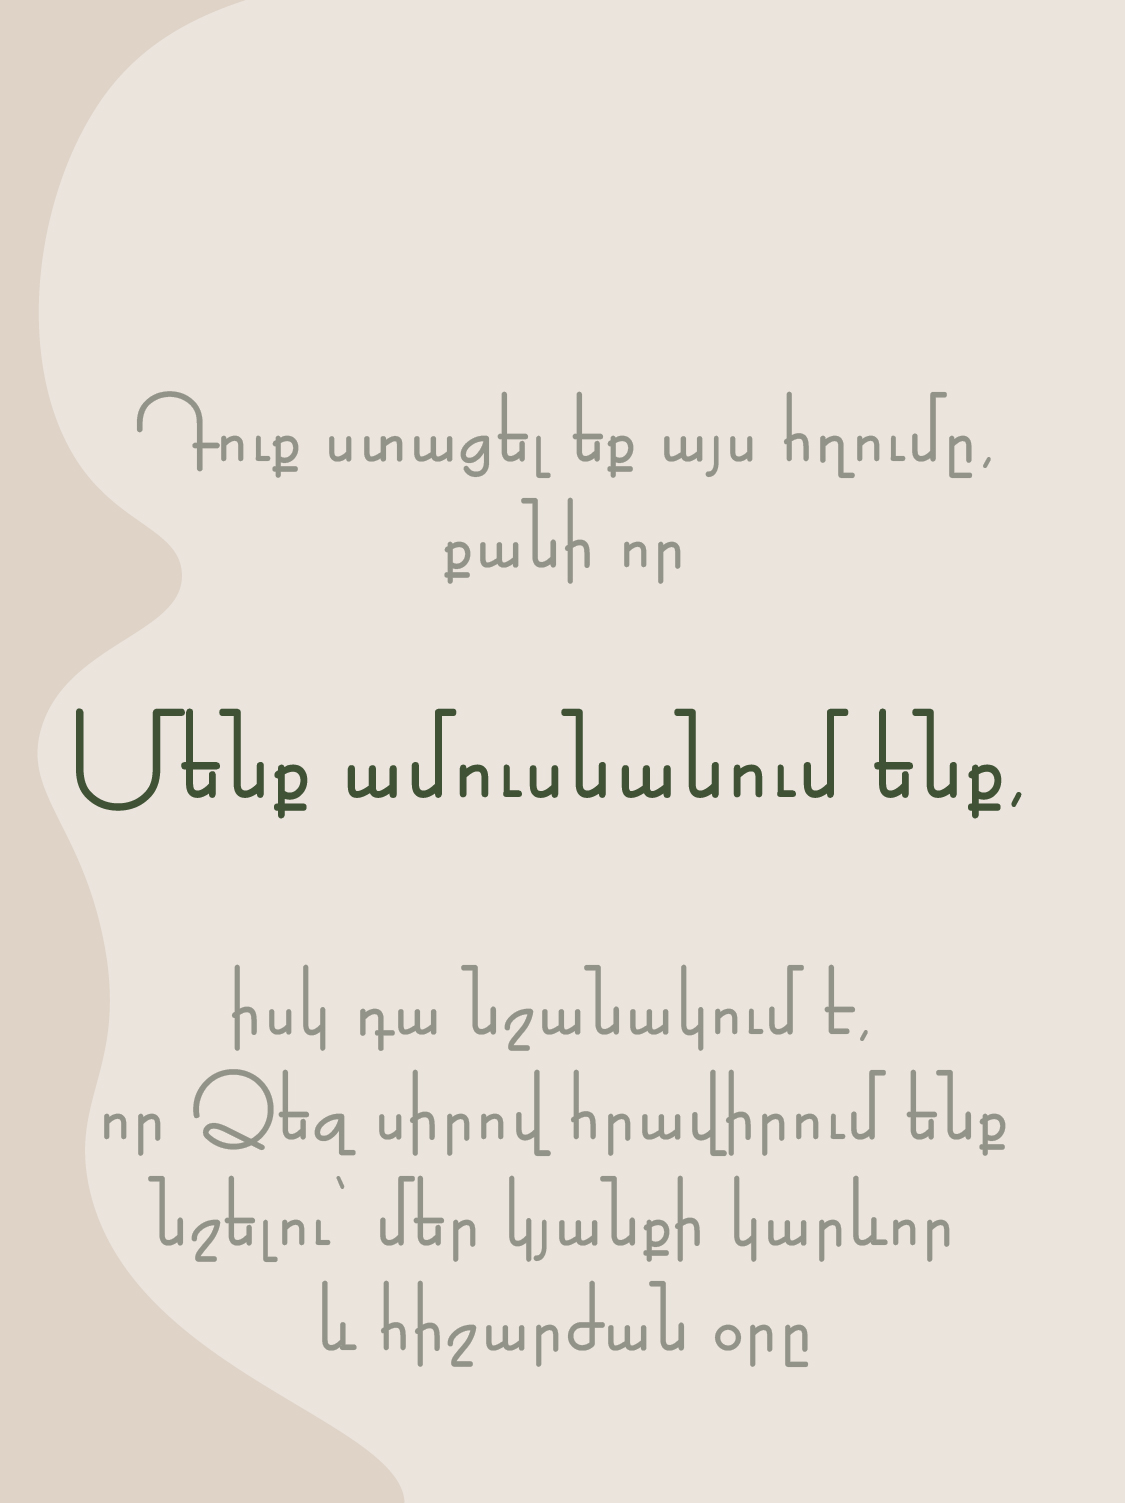 Դուք ստացել եք այս հղումը,
քանի որ
Մենք ամուսնանում ենք,
իսկ դա նշանակում է,
որ Ձեզ սիրով հրավիրում ենք
նշելու՝ մեր կյանքի կարևոր
և հիշարժան օրը